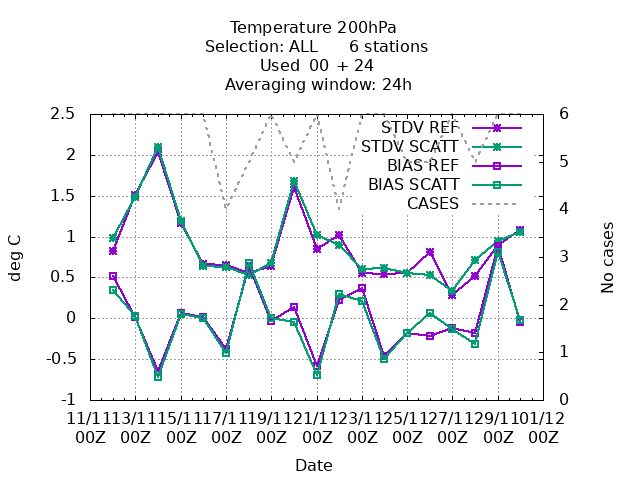 Temperature 200hPa
Selection: ALL 6 stations
Used 00 + 24
Averaging window: 24h
2.5
2
1.5
1
0.5
0
-0.5
-1
6
5
4
3
2
1
0
STDV REF
STDV SCATT
BIAS REF
BIAS SCATT
CASES
deg C
No cases
11/11 13/11 15/11 17/11 19/11 21/11 23/11 25/11 27/11 29/11 01/12
00Z 00Z 00Z 00Z 00Z 00Z 00Z 00Z 00Z 00Z 00Z
Date